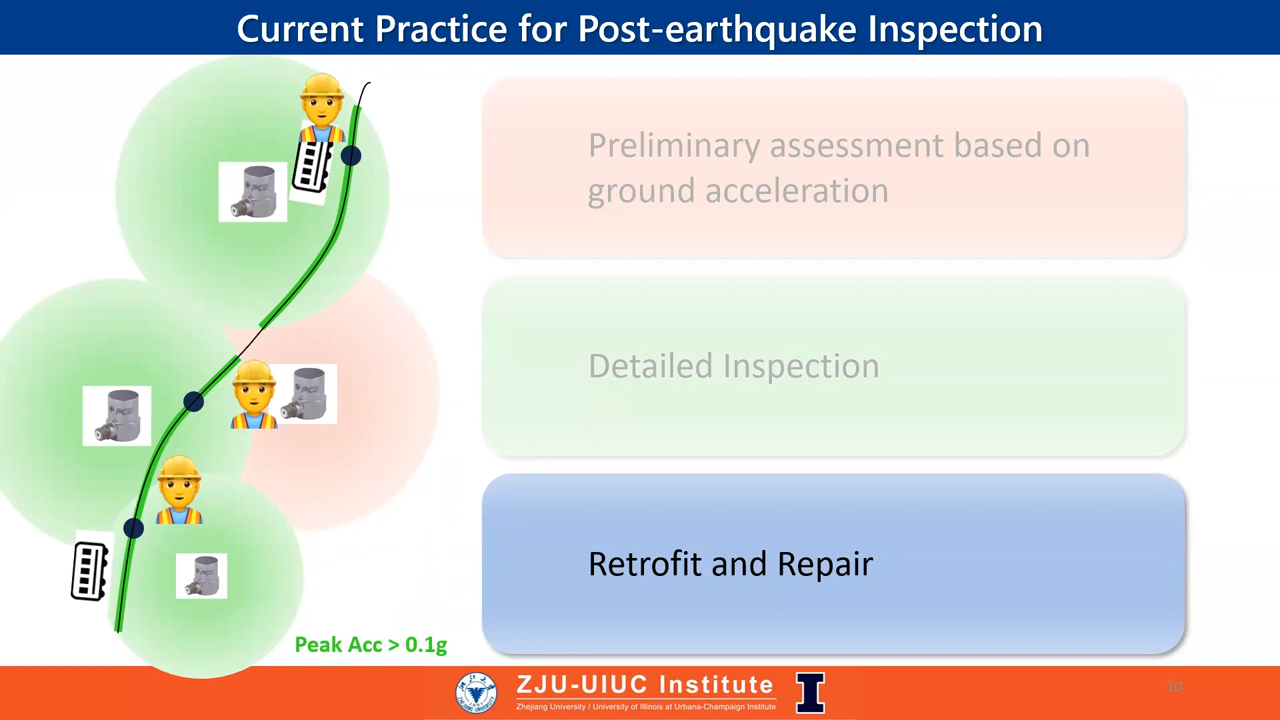 Current Practice for Post-earthquake Inspection
Preliminary assessment based on
ground acceleration
Detailed Inspection
Retrofit and Repair
Peak Acc > 0.1g
ZJU-UIUC Institute
Zhejiang University / University of Illinois at Urbana-Champaign Institute
10